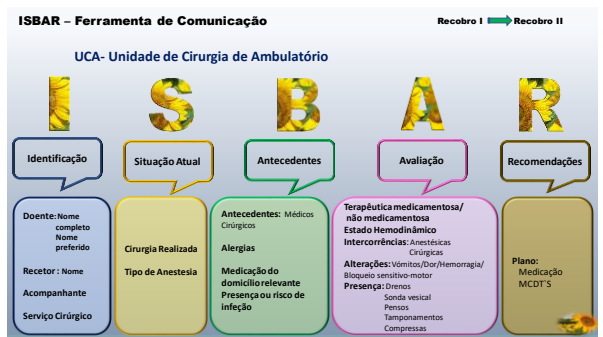 ISBAR – Ferramenta de Comunicação
Recobro I Recobro II
UCA- Unidade de Cirurgia de Ambulatório
I S B A R
Identificação
Situação Atual
Antecedentes
Avaliação
Recomendações
Doente: Nome
completo
Nome
preferido
Recetor : Nome
Acompanhante
Serviço Cirúrgico
Cirurgia Realizada
Tipo de Anestesia
Antecedentes: Médicos
Cirúrgicos
Alergias
Medicação do
domicílio relevante
Presença ou risco de
infeção
Terapêutica medicamentosa/
não medicamentosa
Estado Hemodinâmico
Intercorrências: Anestésicas
Cirúrgicas
Alterações: Vómitos/Dor/Hemorragia/
Bloqueio sensitivo-motor
Presença: Drenos
Sonda vesical
Pensos
Tamponamentos
Compressas
Plano:
Medicação
MCDT`S